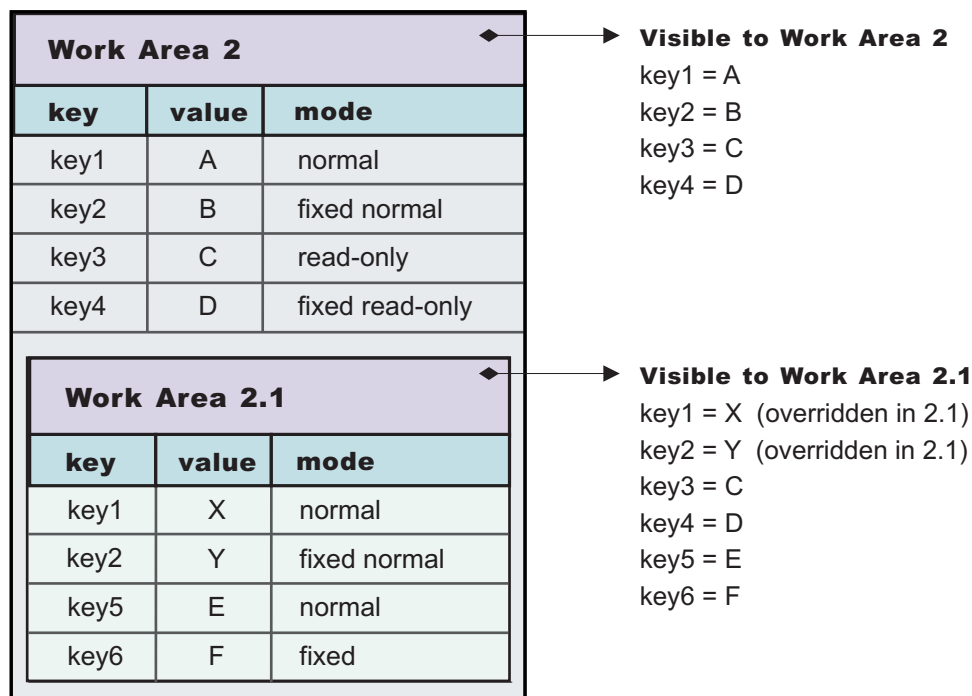 Work Area 2
key value mode
key1 A normal
key2 B fixed normal
key3 C read-only
key4 D fixed read-only
Visible to Work Area 2
key1 = A
key2 = B
key3 = C
key4 = D
Work Area 2.1
key value mode
key1 X normal
key2 Y fixed normal
key5 E normal
key6 F fixed
Visible to Work Area 2.1
key1 = X (overridden in 2.1)
key2 = Y (overridden in 2.1)
key3 = C
key4 = D
key5 = E
key6 = F